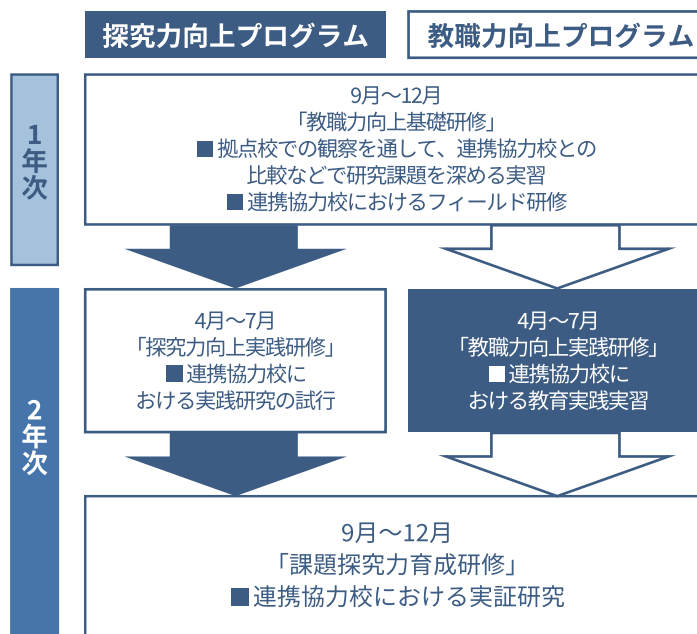 探究力向上プログラム
教職力向上プログラム
1年次
9月～12月
「教職力向上基礎研修」
■ 拠点校での観察を通して、連携協力校との
比較などで研究課題を深める実習
■ 連携協力校におけるフィールド研修
2年次
4月～7月
「探究力向上実践研修」
■ 連携協力校に
おける実践研究の試行
4月～7月
「教職力向上実践研修」
■ 連携協力校に
おける教育実践実習
9月～12月
「課題探究力育成研修」
■ 連携協力校における実証研究